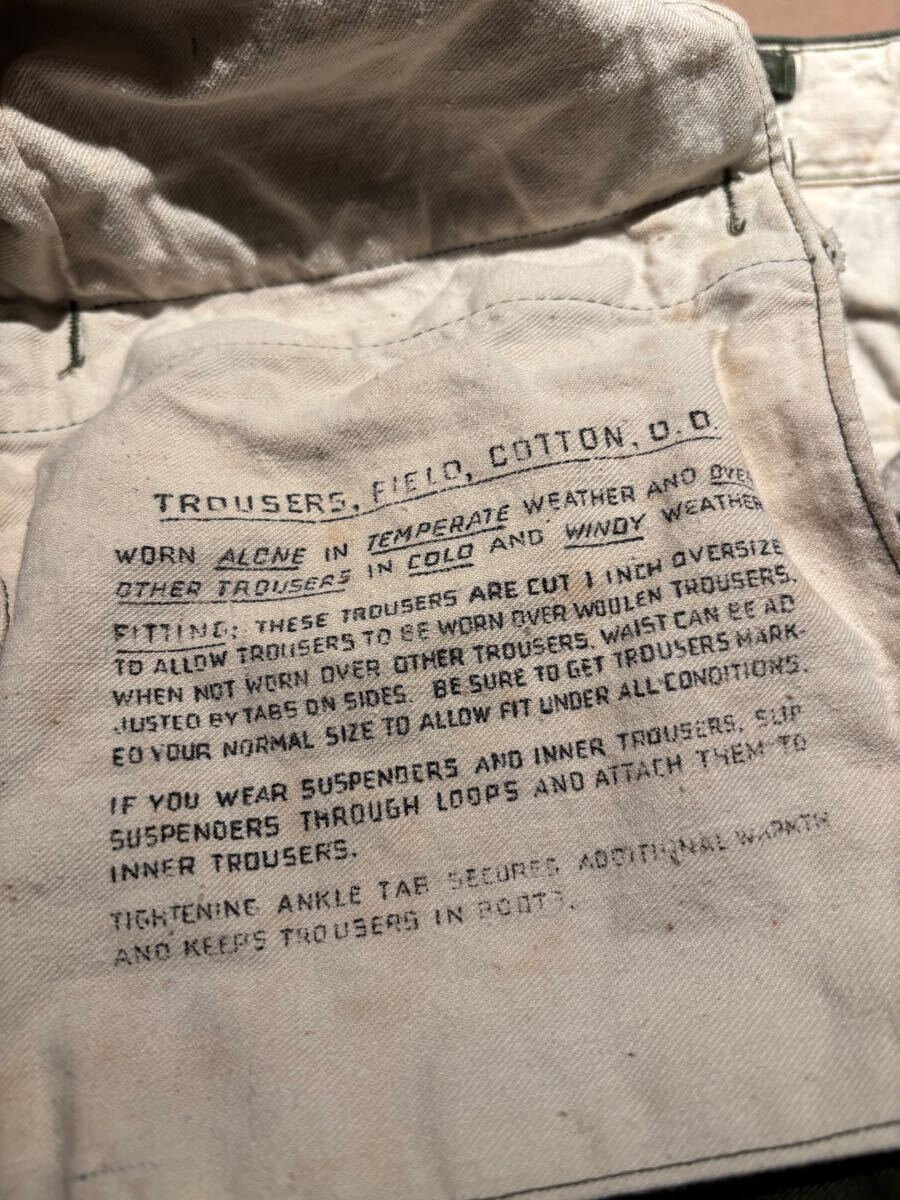 TROUSERS, FIELD, COTTON, O.D.
WORN ALONE IN TEMPERATE WEATHER AND OVER
OTHER TROUSERS IN COLD AND WINDY WEATHER
FITTING: THESE TROUSERS ARE CUT 1 INCH OVERSIZE
TO ALLOW TROUSERS TO BE WORN OVER WOOLEN TROUSERS.
WHEN NOT WORN OVER OTHER TROUSERS, WAIST CAN BE AD
JUSTED BY TABS ON SIDES. BE SURE TO GET TROUSERS MARK-
ED YOUR NORMAL SIZE TO ALLOW FIT UNDER ALL CONDITIONS.
IF YOU WEAR SUSPENDERS AND INNER TROUSERS, SLIP
SUSPENDERS THROUGH LOOPS AND ATTACH THEM TO
INNER TROUSERS.
TIGHTENING ANKLE TAB SECURES ADDITIONAL WARMTH
AND KEEPS TROUSERS IN BOOTS.